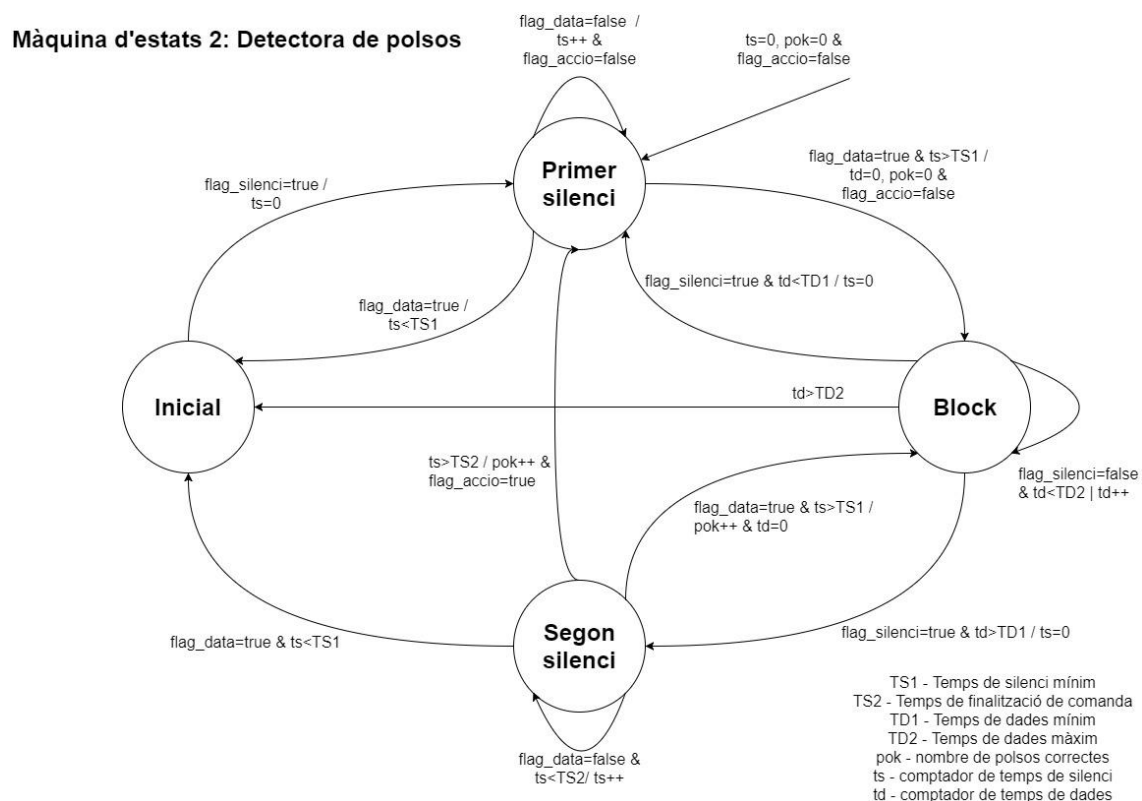 Màquina d'estats 2: Detectora de polsos
flag_data=false /
ts++ &
flag_accio=false
ts=0, pok=0 &
flag_accio=false
Primer
silenci
flag_data=true & ts>TS1 /
td=0, pok=0 &
flag_accio=false
flag_silenci=true /
ts=0
flag_silenci=true & td<TD1 / ts=0
flag_data=true /
ts<TS1
Inicial
td>TD2
Block
ts>TS2 / pok++ &
flag_accio=true
flag_silenci=false
& td<TD2 | td++
flag_data=true & ts>TS1 /
pok++ & td=0
flag_data=true & ts<TS1
Segon
silenci
flag_silenci=true & td>TD1 / ts=0
flag_data=false &
ts<TS2/ ts++
TS1 - Temps de silenci mínim
TS2 - Temps de finalització de comanda
TD1 - Temps de dades mínim
TD2 - Temps de dades màxim
pok - nombre de polsos correctes
ts - comptador de temps de silenci
td - comptador de temps de dades